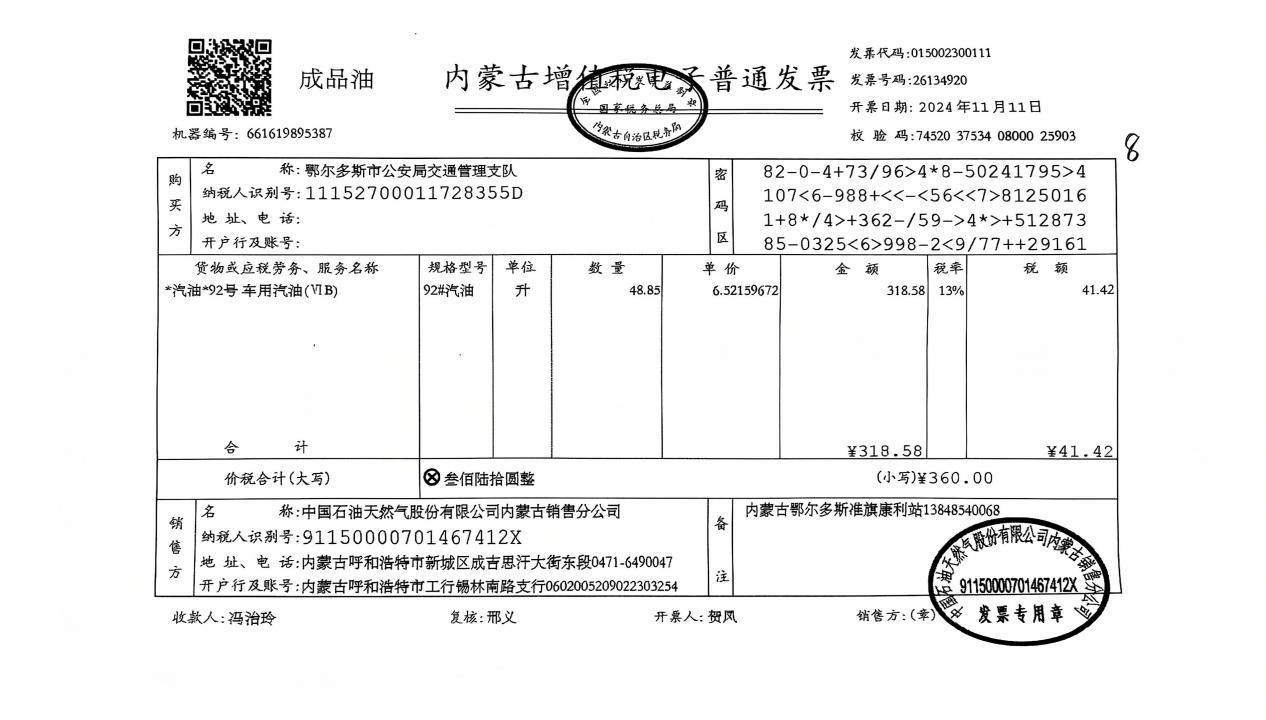 成品油
内蒙古增值税电子普通发票
国家税务总局
内蒙古自治区税务局
发票代码:015002300111
发票号码:26134920
开票日期: 2024 年11月11日
校 验 码:74520 37534 08000 25903
机器编号: 661619895387
8
购买方
名 称: 鄂尔多斯市公安局交通管理支队
纳税人识别号: 11152700011728355D
地 址、电 话:
开户行及账号:
密码区
82-0-4+73/96>4*8-50241795>4
107<6-988+<<-<56<<7>8125016
1+8*/4>+362-/59->4*>+512873
85-0325<6>998-2<9/77++29161
货物或应税劳务、服务名称 规格型号 单位 数 量 单 价 金 额 税率 税 额
*汽油*92号 车用汽油(ⅥB) 92#汽油 升 48.85 6.52159672 318.58 13% 41.42
合 计 ¥318.58 ¥41.42
价税合计(大写) ⊗叁佰陆拾圆整 (小写)¥360.00
销售方
名 称: 中国石油天然气股份有限公司内蒙古销售分公司
纳税人识别号: 91150000701467412X
地 址、电 话: 内蒙古呼和浩特市新城区成吉思汗大街东段0471-6490047
开户行及账号: 内蒙古呼和浩特市工行锡林南路支行0602005209022303254
备注
内蒙古鄂尔多斯准旗康利站13848540068
中国石油天然气股份有限公司内蒙古销售分公司
91150000701467412X
发票专用章
收款人: 冯治玲 复核: 邢义 开票人: 贺凤 销售方: (章)